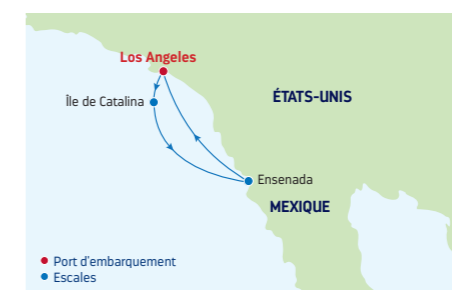 Los Angeles
Île de Catalina
ÉTATS-UNIS
Ensenada
MEXIQUE
Port d'embarquement
Escales